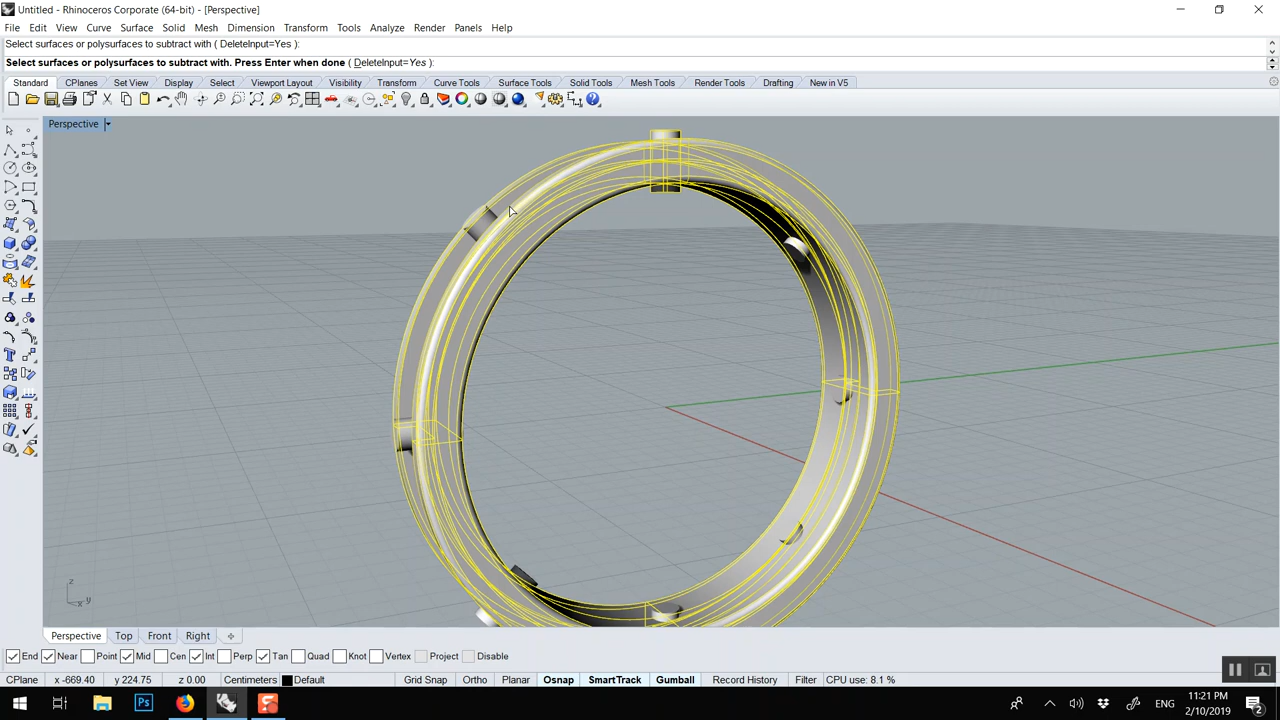 Untitled - Rhinoceros Corporate (64-bit) - [Perspective]
File Edit View Curve Surface Solid Mesh Dimension Transform Tools Analyze Render Panels Help
Select surfaces or polysurfaces to subtract with ( DeleteInput=Yes ):
Select surfaces or polysurfaces to subtract with. Press Enter when done ( DeleteInput=Yes ):
Standard CPlanes Set View Display Select Viewport Layout Visibility Transform Curve Tools Surface Tools Solid Tools Mesh Tools Render Tools Drafting New in V5
Perspective
z
x y
Perspective Top Front Right
End Near Point Mid Cen Int Perp Tan Quad Knot Vertex Project Disable
CPlane x -669.40 y 224.75 z 0.00 Centimeters Default Grid Snap Ortho Planar Osnap SmartTrack Gumball Record History Filter CPU use: 8.1 %
Ps ENG 11:21 PM
2/10/2019 2